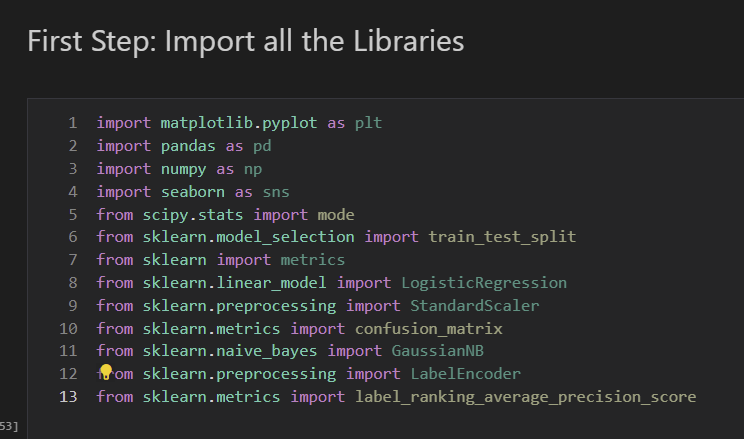 First Step: Import all the Libraries
1 import matplotlib.pyplot as plt
2 import pandas as pd
3 import numpy as np
4 import seaborn as sns
5 from scipy.stats import mode
6 from sklearn.model_selection import train_test_split
7 from sklearn import metrics
8 from sklearn.linear_model import LogisticRegression
9 from sklearn.preprocessing import StandardScaler
10 from sklearn.metrics import confusion_matrix
11 from sklearn.naive_bayes import GaussianNB
12 from sklearn.preprocessing import LabelEncoder
13 from sklearn.metrics import label_ranking_average_precision_score
53]